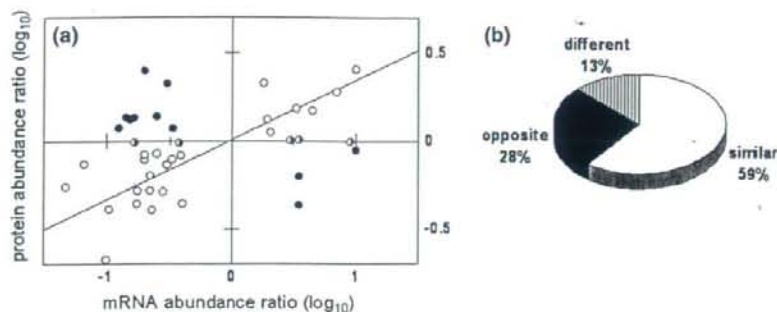 (a)
protein abundance ratio (log10)
0.5
0
-0.5
-1
0
1
mRNA abundance ratio (log10)
(b)
different
13%
opposite
28%
similar
59%